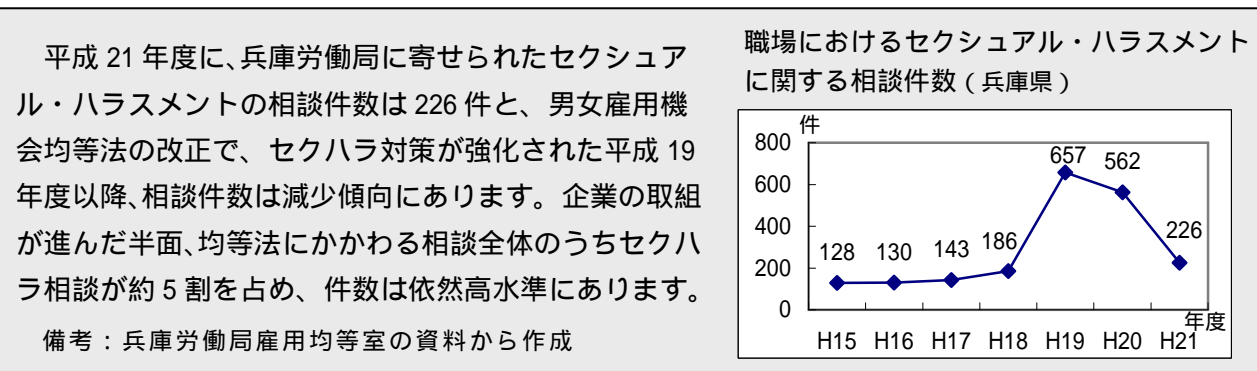 平成 21 年度に、兵庫労働局に寄せられたセクシュア
ル・ハラスメントの相談件数は 226 件と、男女雇用機
会均等法の改正で、セクハラ対策が強化された平成 19
年度以降、相談件数は減少傾向にあります。企業の取組
が進んだ半面、均等法にかかわる相談全体のうちセクハ
ラ相談が約 5 割を占め、件数は依然高水準にあります。
備考：兵庫労働局雇用均等室の資料から作成
職場におけるセクシュアル・ハラスメント
に関する相談件数（兵庫県）
件
800
600
400
200
0
128 130 143 186 657 562 226
年度
H15 H16 H17 H18 H19 H20 H21